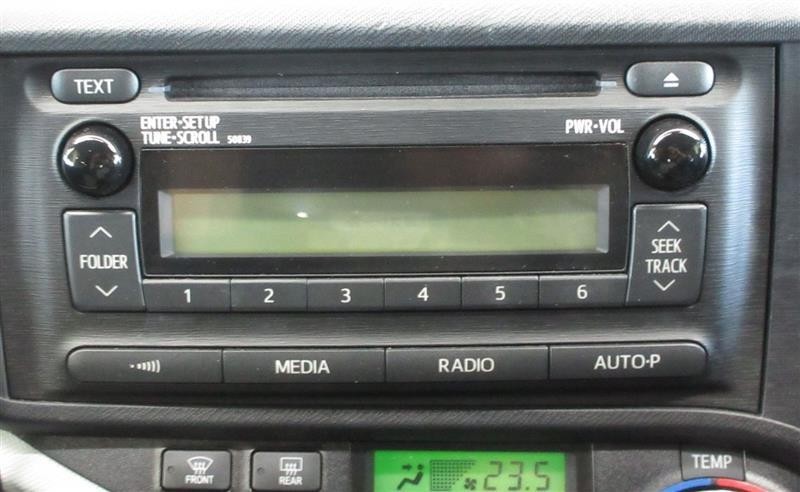 TEXT
ENTER•SETUP
TUNE•SCROLL 50039
PWR•VOL
FOLDER
SEEK
TRACK
1 2 3 4 5 6
MEDIA RADIO AUTO•P
FRONT REAR 23.5 TEMP